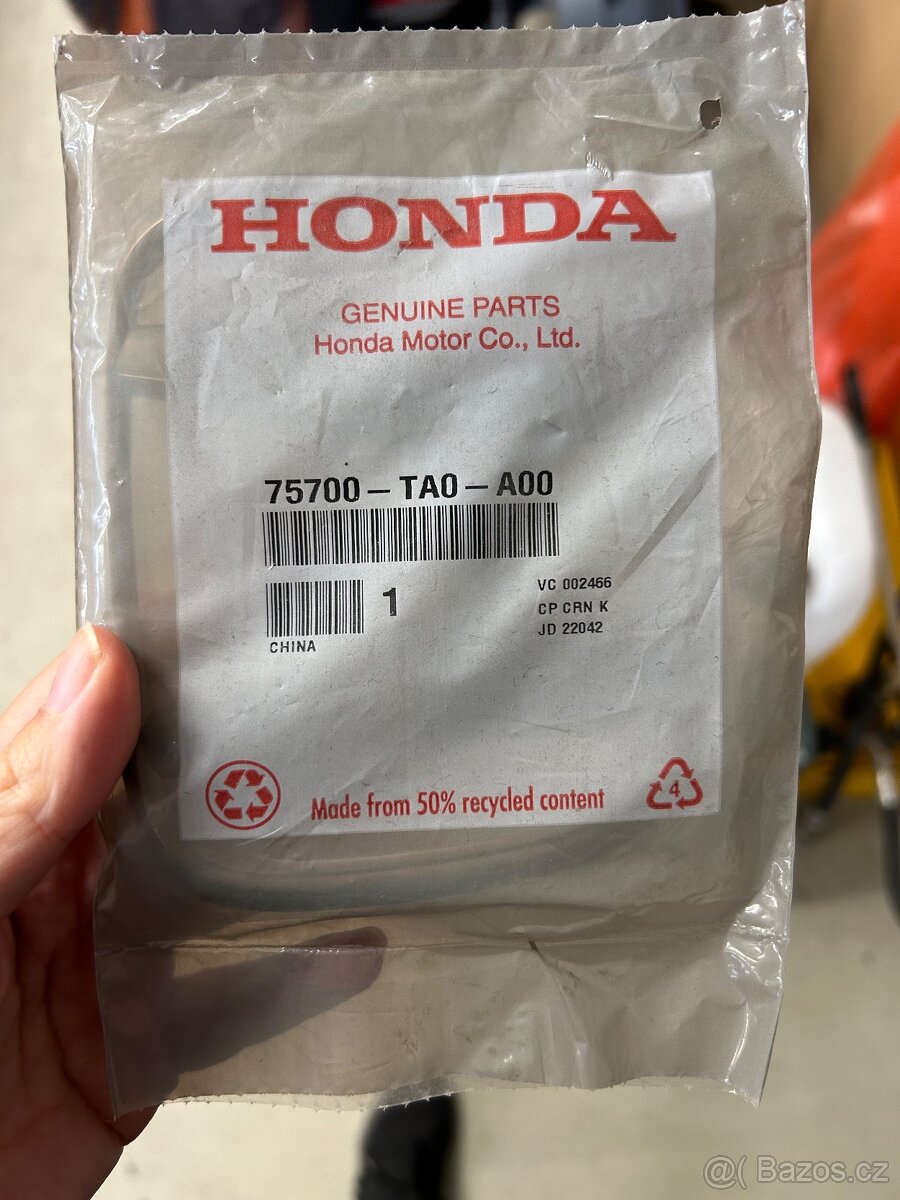 HONDA
GENUINE PARTS
Honda Motor Co., Ltd.
75700-TA0-A00
1
VC 002466
CP CRN K
JD 22042
CHINA
Made from 50% recycled content
4
@( Bazos.cz